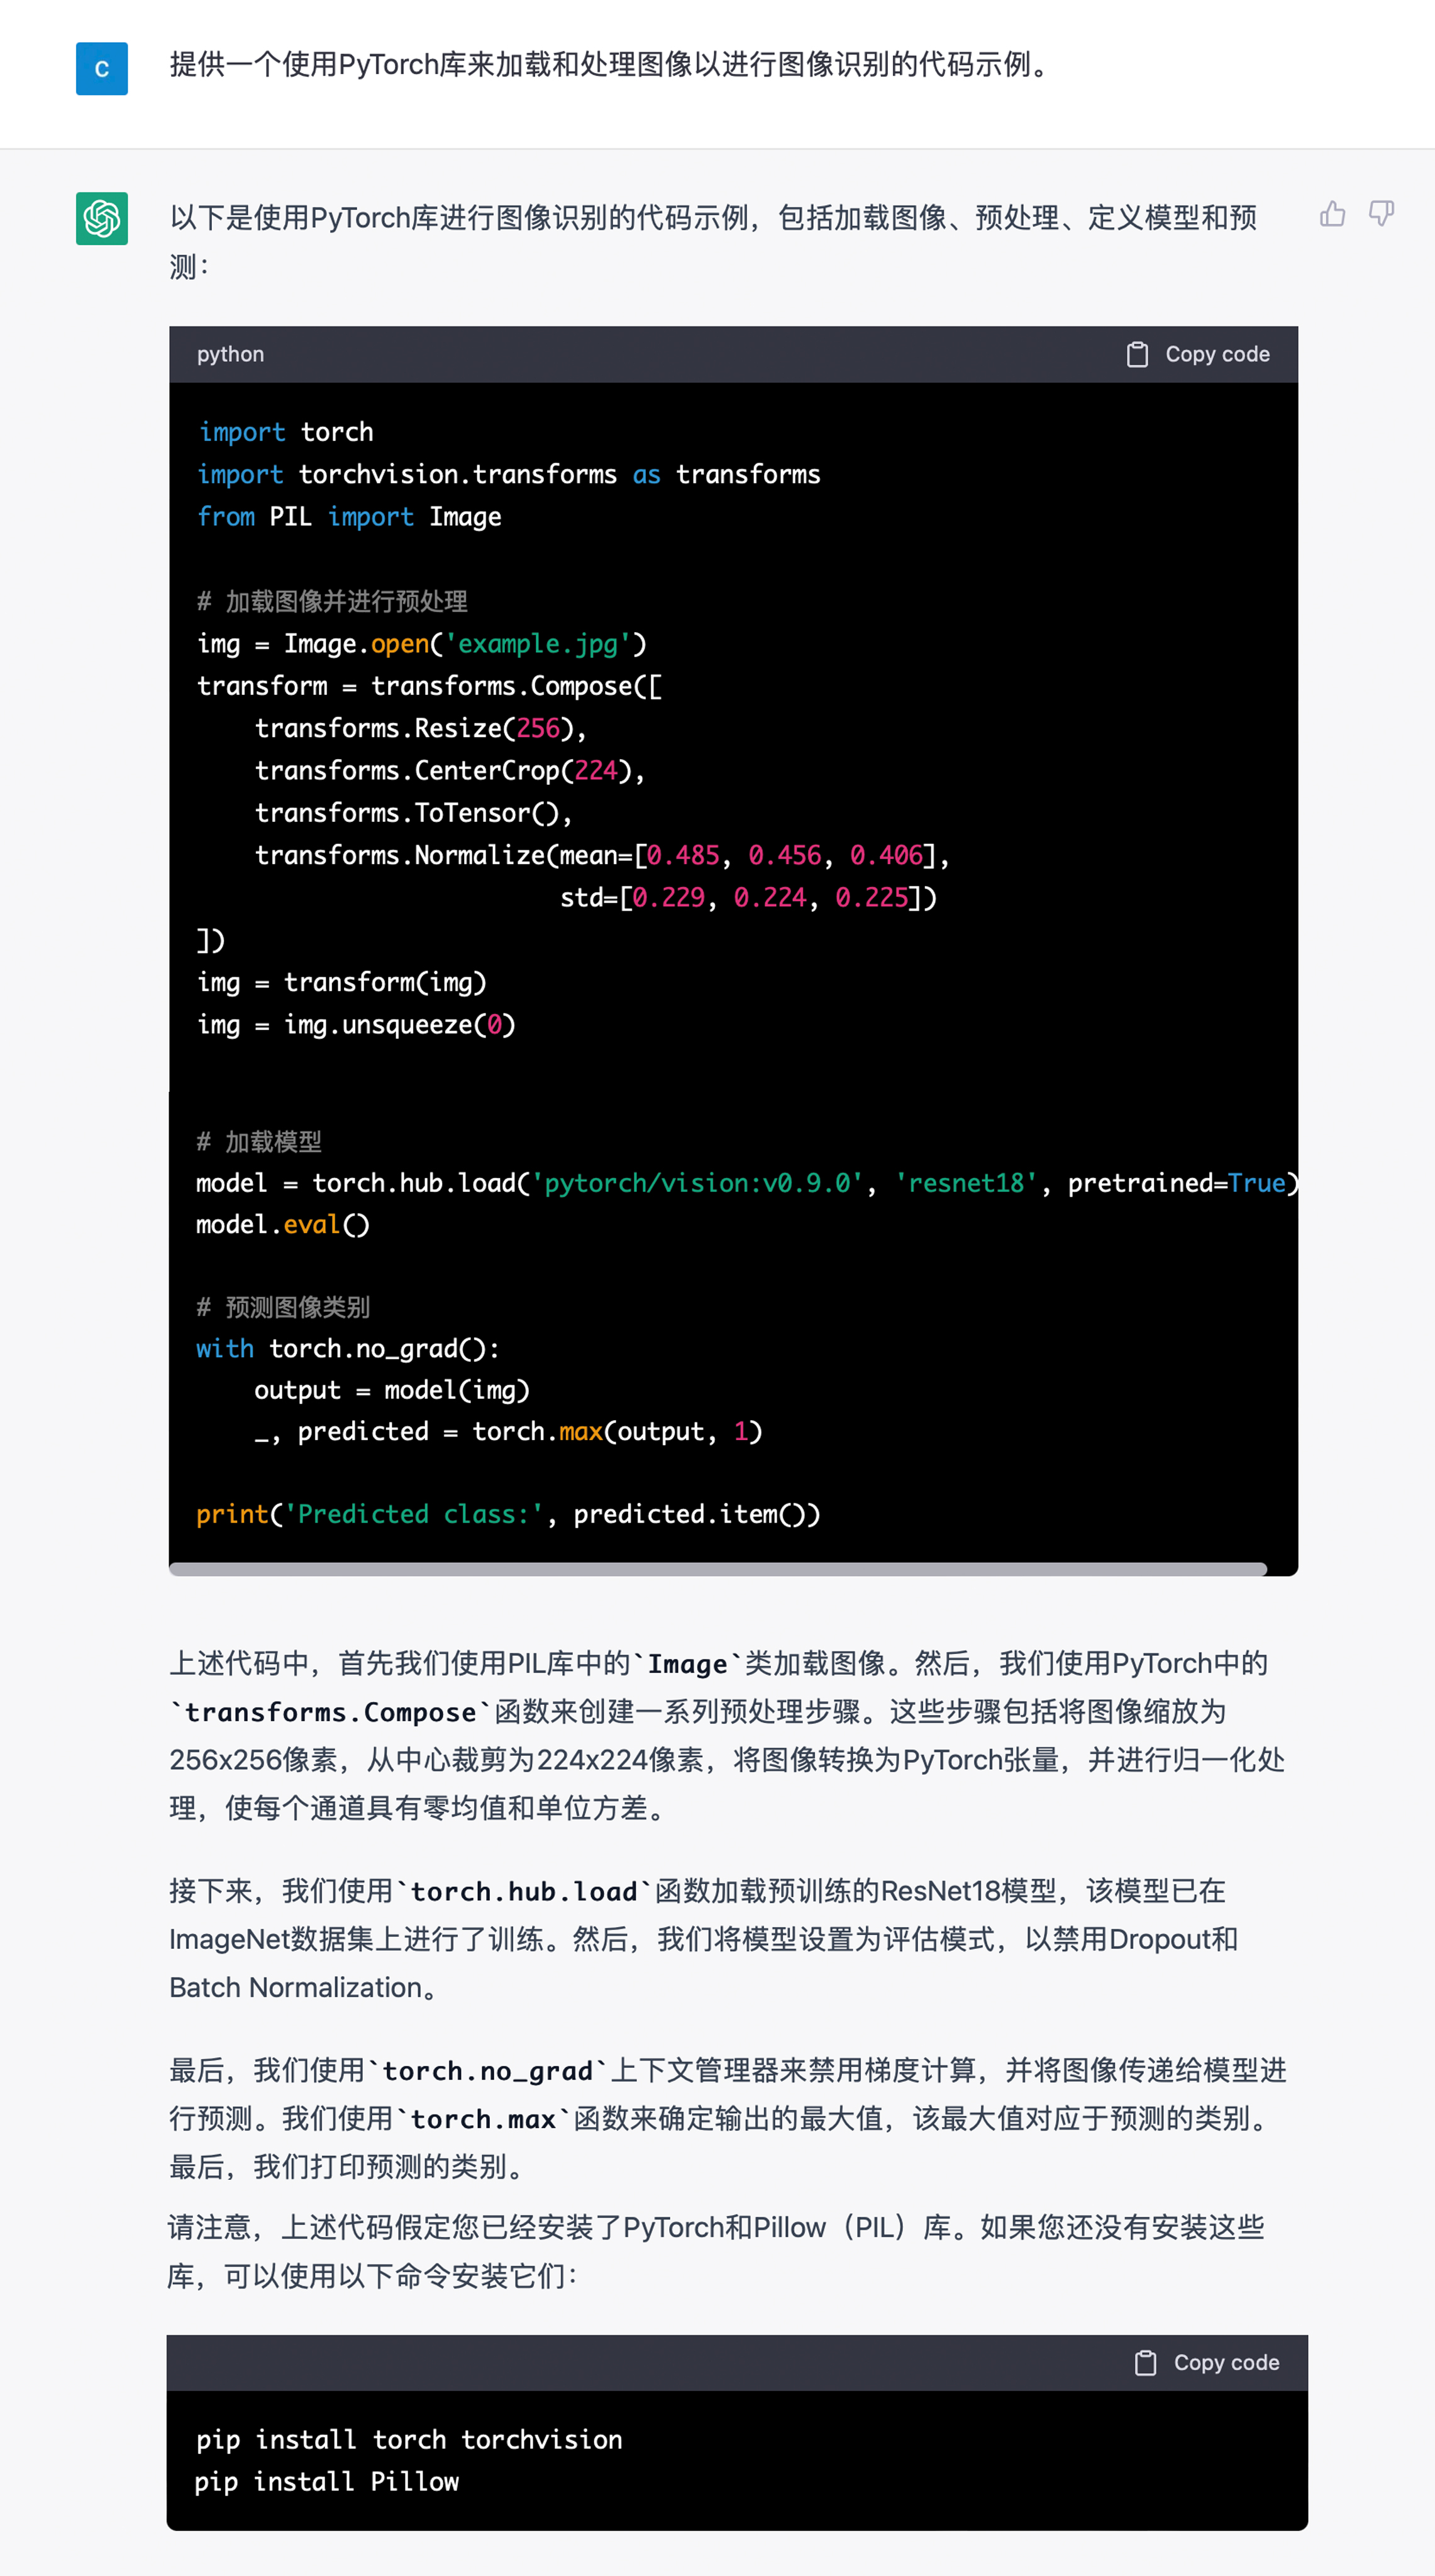 C
提供一个使用PyTorch库来加载和处理图像以进行图像识别的代码示例。
以下是使用PyTorch库进行图像识别的代码示例，包括加载图像、预处理、定义模型和预
测：
python
Copy code
import torch
import torchvision.transforms as transforms
from PIL import Image
# 加载图像并进行预处理
img = Image.open('example.jpg')
transform = transforms.Compose([
    transforms.Resize(256),
    transforms.CenterCrop(224),
    transforms.ToTensor(),
    transforms.Normalize(mean=[0.485, 0.456, 0.406],
                         std=[0.229, 0.224, 0.225])
])
img = transform(img)
img = img.unsqueeze(0)
# 加载模型
model = torch.hub.load('pytorch/vision:v0.9.0', 'resnet18', pretrained=True)
model.eval()
# 预测图像类别
with torch.no_grad():
    output = model(img)
    _, predicted = torch.max(output, 1)
print('Predicted class:', predicted.item())
上述代码中，首先我们使用PIL库中的`Image`类加载图像。然后，我们使用PyTorch中的
`transforms.Compose`函数来创建一系列预处理步骤。这些步骤包括将图像缩放为
256x256像素，从中心裁剪为224x224像素，将图像转换为PyTorch张量，并进行归一化处
理，使每个通道具有零均值和单位方差。
接下来，我们使用`torch.hub.load`函数加载预训练的ResNet18模型，该模型已在
ImageNet数据集上进行了训练。然后，我们将模型设置为评估模式，以禁用Dropout和
Batch Normalization。
最后，我们使用`torch.no_grad`上下文管理器来禁用梯度计算，并将图像传递给模型进
行预测。我们使用`torch.max`函数来确定输出的最大值，该最大值对应于预测的类别。
最后，我们打印预测的类别。
请注意，上述代码假定您已经安装了PyTorch和Pillow（PIL）库。如果您还没有安装这些
库，可以使用以下命令安装它们：
Copy code
pip install torch torchvision
pip install Pillow